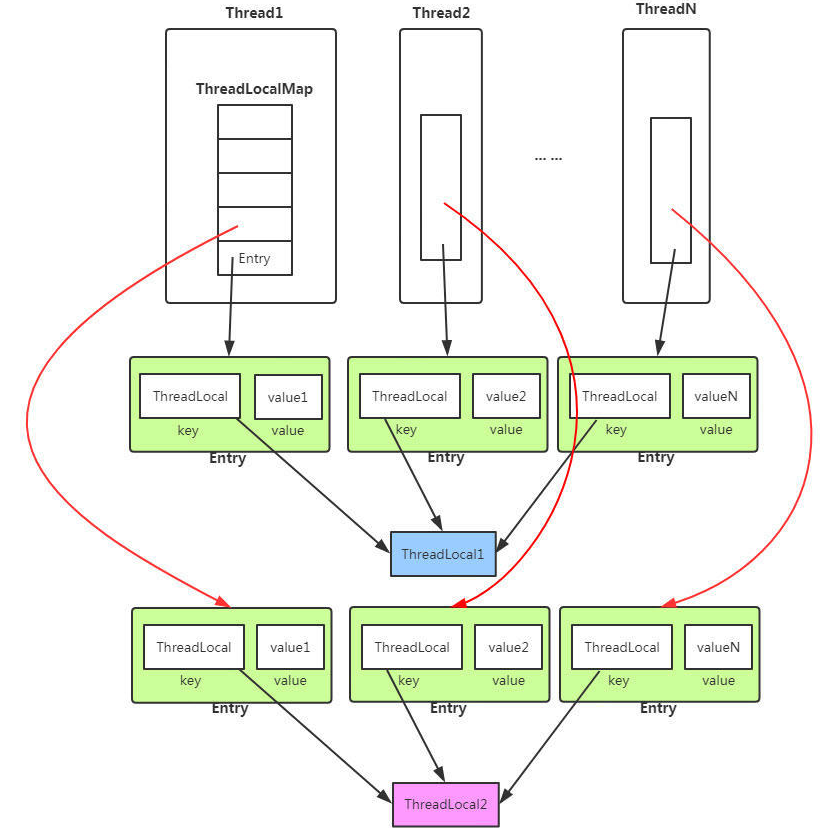 Thread1
Thread2
ThreadN
ThreadLocalMap
... ...
Entry
ThreadLocal
value1
key
value
Entry
ThreadLocal
value2
key
value
Entry
ThreadLocal
valueN
key
value
Entry
ThreadLocal1
ThreadLocal
value1
key
value
Entry
ThreadLocal
value2
key
value
Entry
ThreadLocal
valueN
key
value
Entry
ThreadLocal2